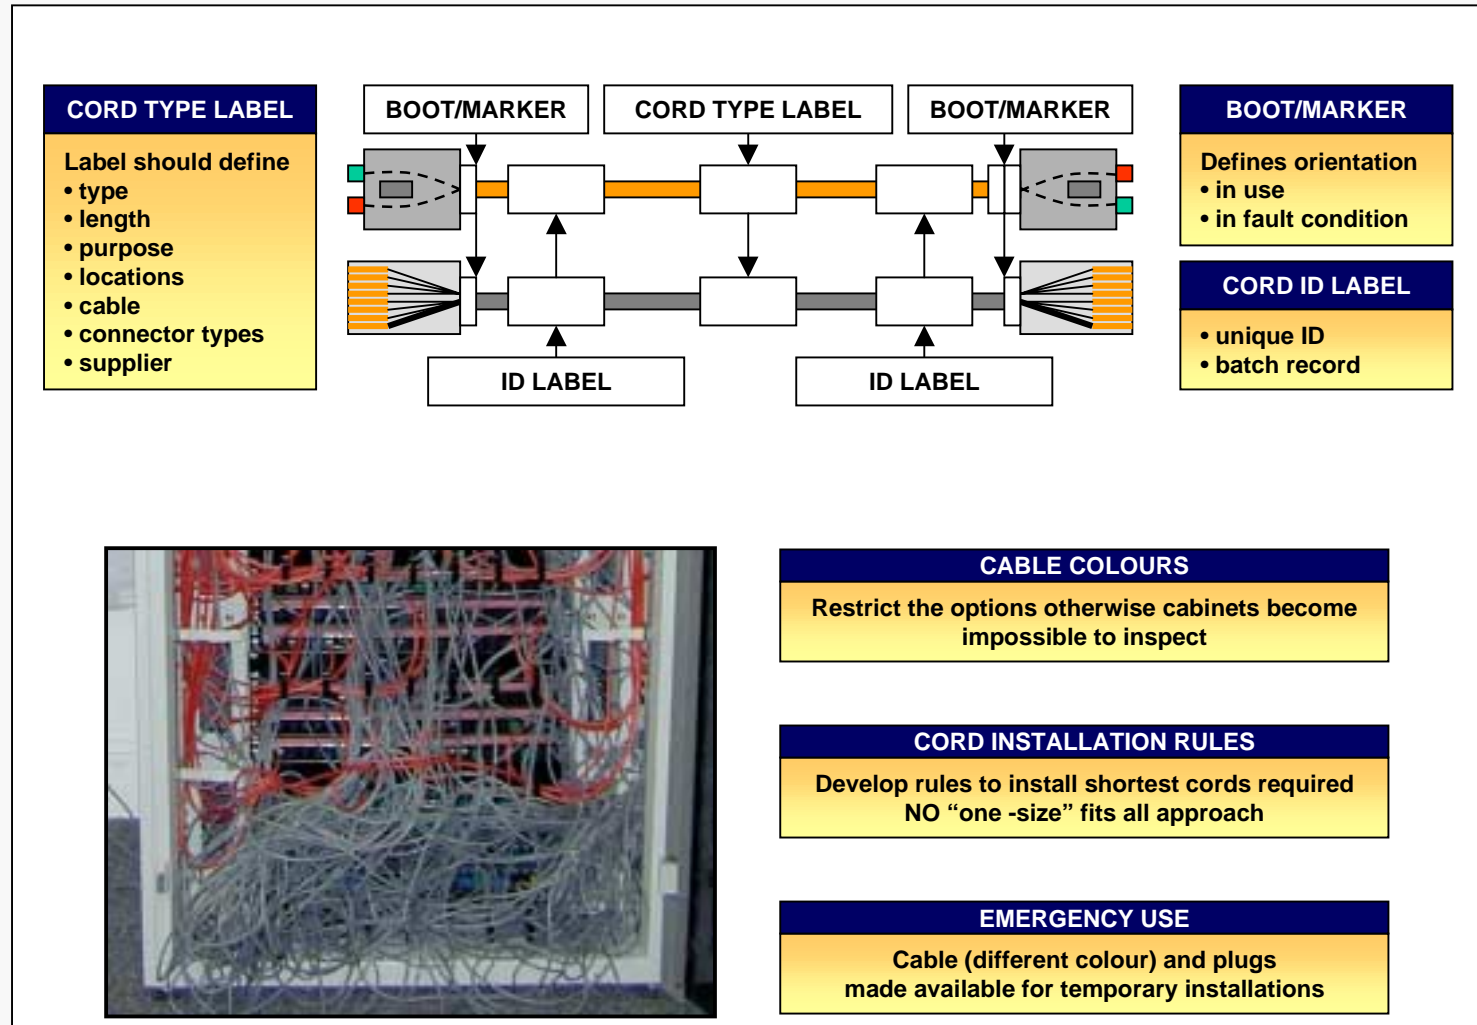 CORD TYPE LABEL
Label should define
• type
• length
• purpose
• locations
• cable
• connector types
• supplier
BOOT/MARKER
CORD TYPE LABEL
BOOT/MARKER
ID LABEL
ID LABEL
BOOT/MARKER
Defines orientation
• in use
• in fault condition
CORD ID LABEL
• unique ID
• batch record
CABLE COLOURS
Restrict the options otherwise cabinets become
impossible to inspect
CORD INSTALLATION RULES
Develop rules to install shortest cords required
NO “one -size” fits all approach
EMERGENCY USE
Cable (different colour) and plugs
made available for temporary installations